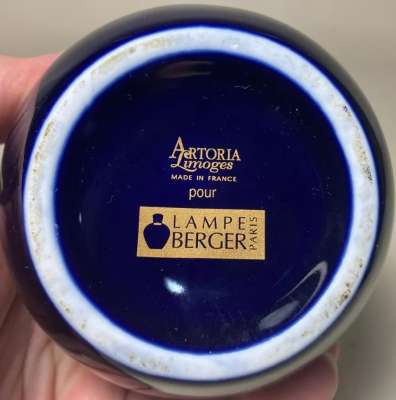 ARTORIA
Limoges
MADE IN FRANCE
pour
LAMPE
BERGER
PARIS